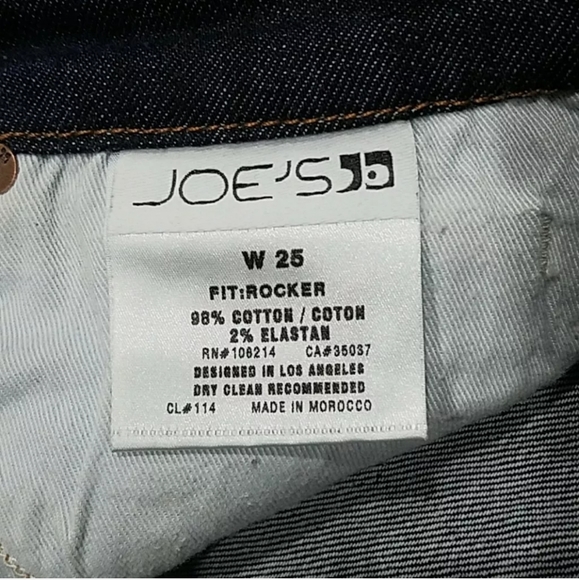 JOE'S
W 25
FIT:ROCKER
98% COTTON / COTON
2% ELASTAN
RN#106214 CA#35037
DESIGNED IN LOS ANGELES
DRY CLEAN RECOMMENDED
CL#114 MADE IN MOROCCO